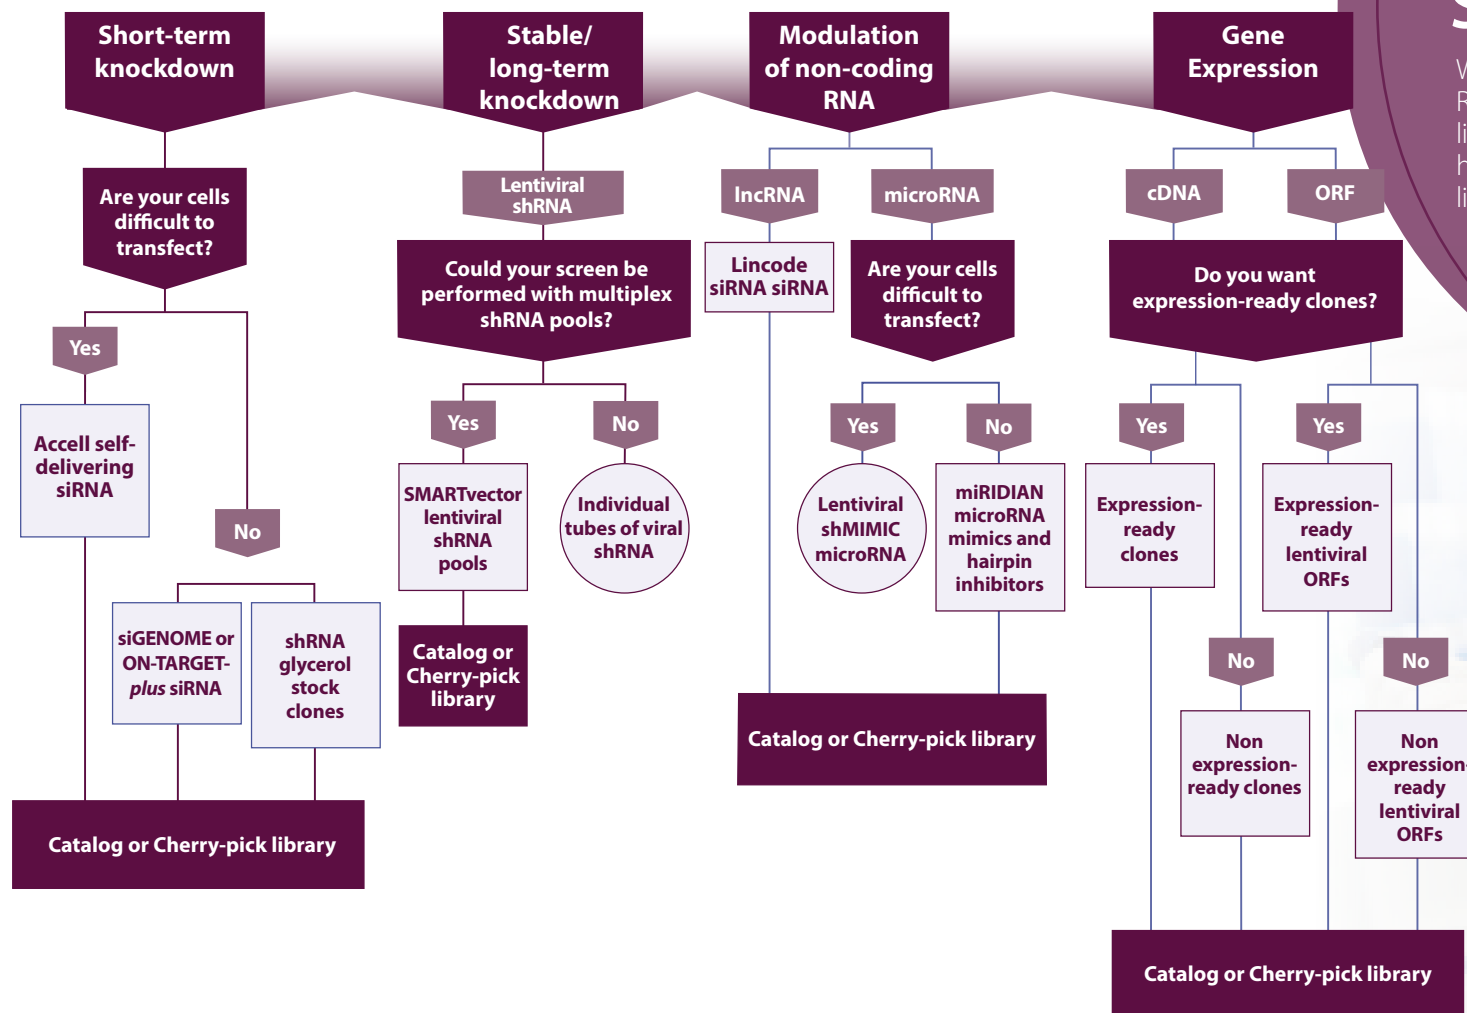 Short-term
knockdown
Are your cells
difficult to
transfect?
Yes
Accell self-
delivering
siRNA
No
siGENOME or
ON-TARGET-
plus siRNA
shRNA
glycerol
stock
clones
Catalog or Cherry-pick library
Stable/
long-term
knockdown
Lentiviral
shRNA
Could your screen be
performed with multiplex
shRNA pools?
Yes
SMARTvector
lentiviral
shRNA
pools
Catalog or
Cherry-pick
library
No
Individual
tubes of viral
shRNA
Modulation
of non-coding
RNA
lncRNA
Lincode
siRNA siRNA
microRNA
Are your cells
difficult to
transfect?
Yes
Lentiviral
shMIMIC
microRNA
No
miRIDIAN
microRNA
mimics and
hairpin
inhibitors
Catalog or Cherry-pick library
Gene
Expression
cDNA
ORF
Do you want
expression-ready clones?
Yes
Expression-
ready
clones
No
Non
expression-
ready clones
Yes
Expression-
ready
lentiviral
ORFs
No
Non
expression-
ready
lentiviral
ORFs
Catalog or Cherry-pick library